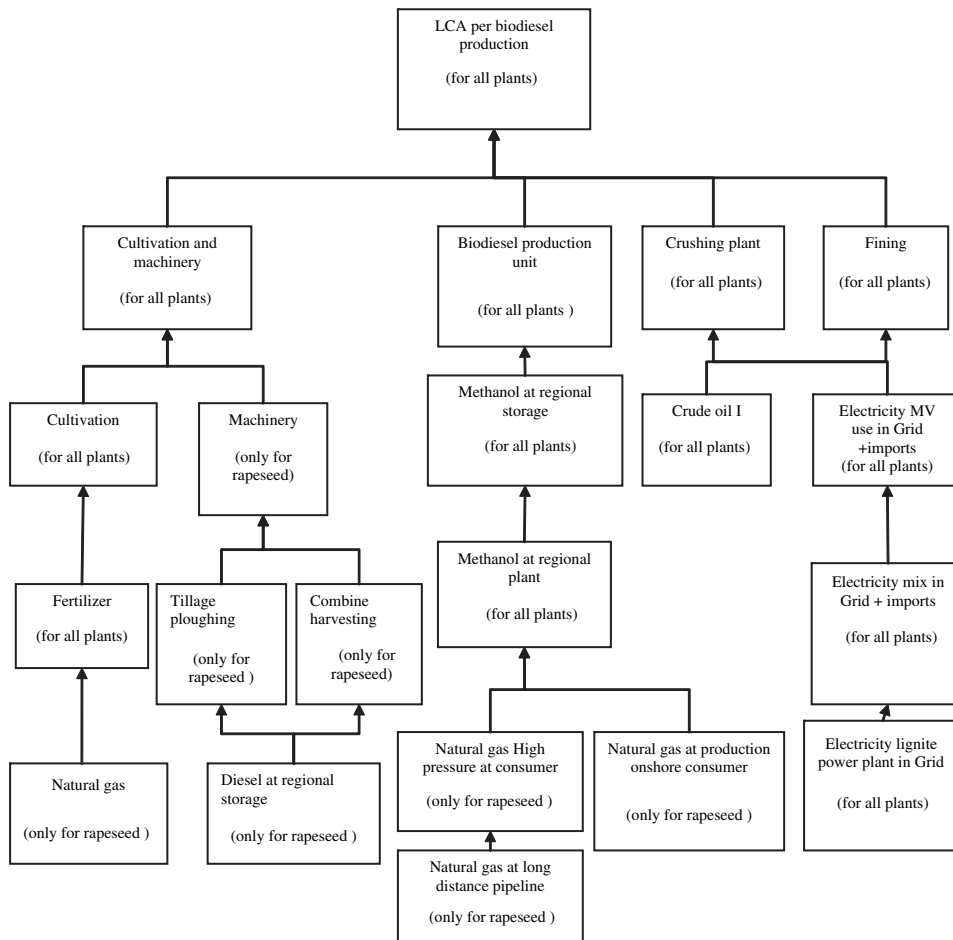 LCA per biodiesel
production
(for all plants)
Cultivation and
machinery
(for all plants)
Biodiesel production
unit
(for all plants )
Crushing plant
(for all plants)
Fining
(for all plants)
Cultivation
(for all plants)
Machinery
(only for
rapeseed)
Methanol at regional
storage
(for all plants)
Crude oil I
(for all plants)
Electricity MV
use in Grid
+imports
(for all plants)
Fertilizer
(for all plants)
Tillage
ploughing
(only for
rapeseed )
Combine
harvesting
(only for
rapeseed)
Methanol at regional
plant
(for all plants)
Electricity mix in
Grid + imports
(for all plants)
Natural gas
(only for rapeseed )
Diesel at regional
storage
(only for rapeseed )
Natural gas High
pressure at consumer
(only for rapeseed )
Natural gas at production
onshore consumer
(only for rapeseed )
Electricity lignite
power plant in Grid
(for all plants)
Natural gas at long
distance pipeline
(only for rapeseed )